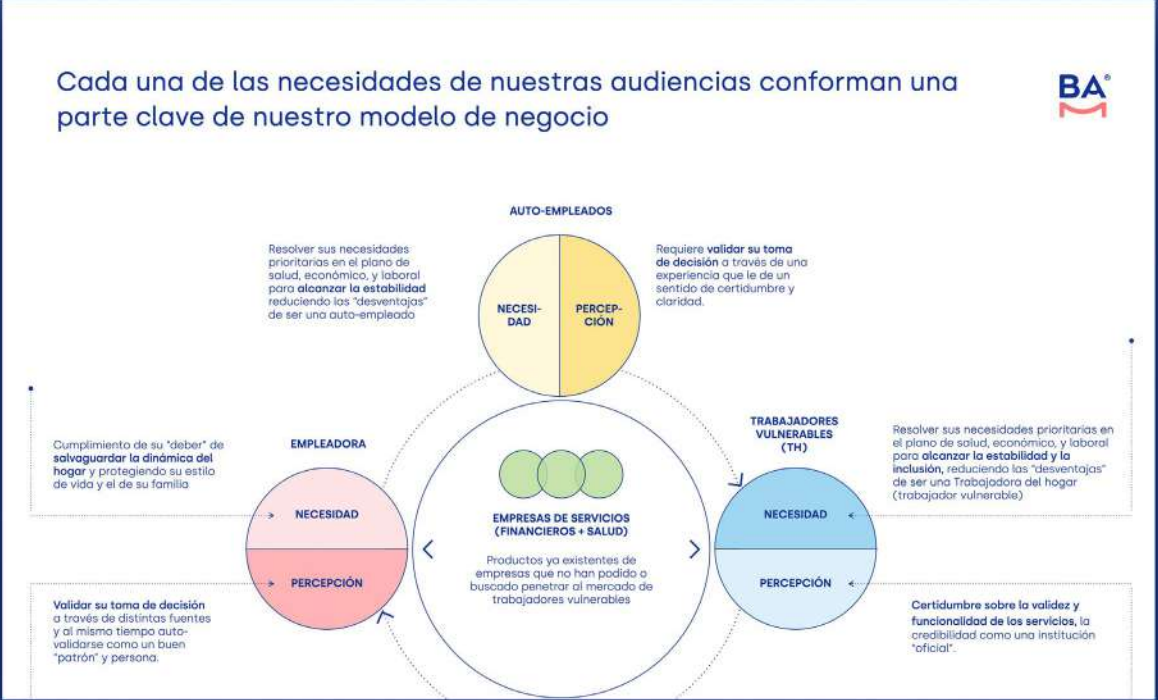 Cada una de las necesidades de nuestras audiencias conforman una
parte clave de nuestro modelo de negocio
BA®
AUTO-EMPLEADOS
Resolver sus necesidades
prioritarias en el plano de
salud, económico, y laboral
para alcanzar la estabilidad
reduciendo las "desventajas"
de ser una auto-empleado
NECESI-
DAD
PERCEP-
CIÓN
Requiere validar su toma
de decisión a través de una
experiencia que le de un
sentido de certidumbre y
claridad.
Cumplimiento de su "deber" de
salvaguardar la dinámica del
hogar y protegiendo su estilo
de vida y el de su familia
EMPLEADORA
NECESIDAD
PERCEPCIÓN
Validar su toma de decisión
a través de distintas fuentes
y al mismo tiempo auto-
validarse como un buen
"patrón" y persona.
EMPRESAS DE SERVICIOS
(FINANCIEROS + SALUD)
Productos ya existentes de
empresas que no han podido o
buscado penetrar al mercado de
trabajadores vulnerables
TRABAJADORES
VULNERABLES
(TH)
NECESIDAD
PERCEPCIÓN
Resolver sus necesidades prioritarias en
el plano de salud, económico, y laboral
para alcanzar la estabilidad y la
inclusión, reduciendo las "desventajas"
de ser una Trabajadora del hogar
(trabajador vulnerable)
Certidumbre sobre la validez y
funcionalidad de los servicios, la
credibilidad como una institución
"oficial".